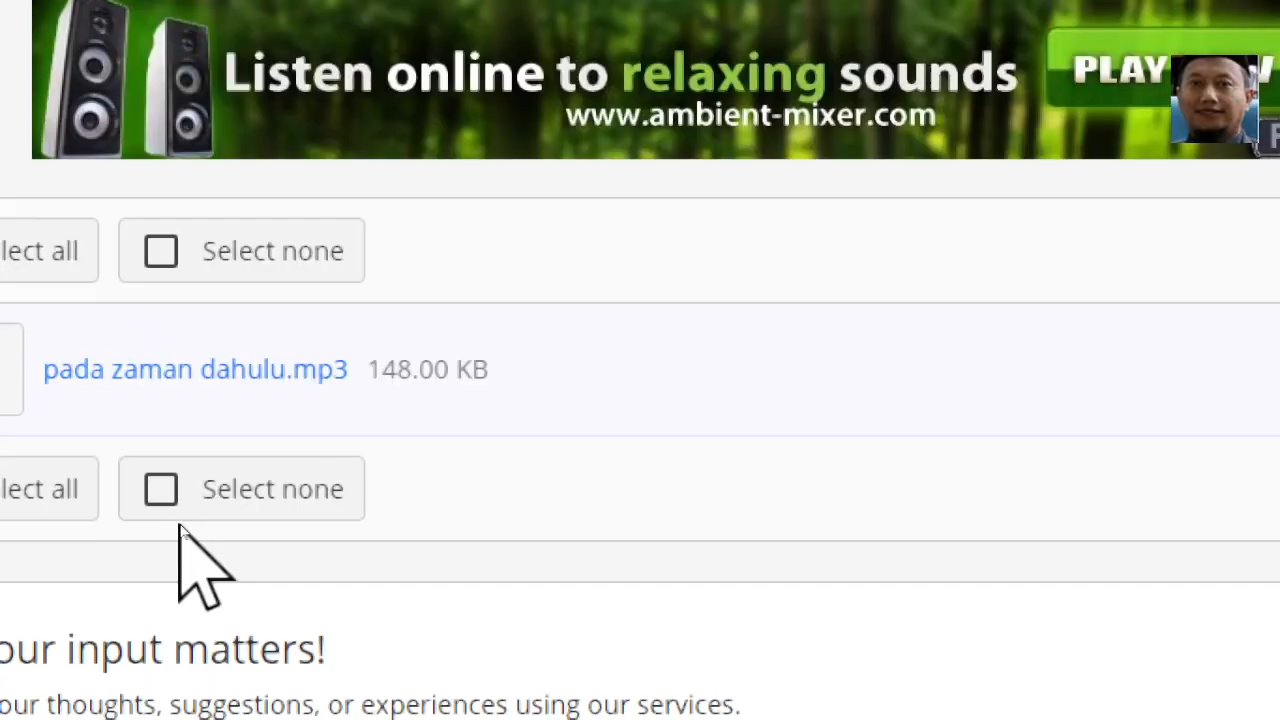 Listen online to relaxing sounds
PLAY
www.ambient-mixer.com
lect all
Select none
pada zaman dahulu.mp3 148.00 KB
lect all
Select none
our input matters!
our thoughts, suggestions, or experiences using our services.